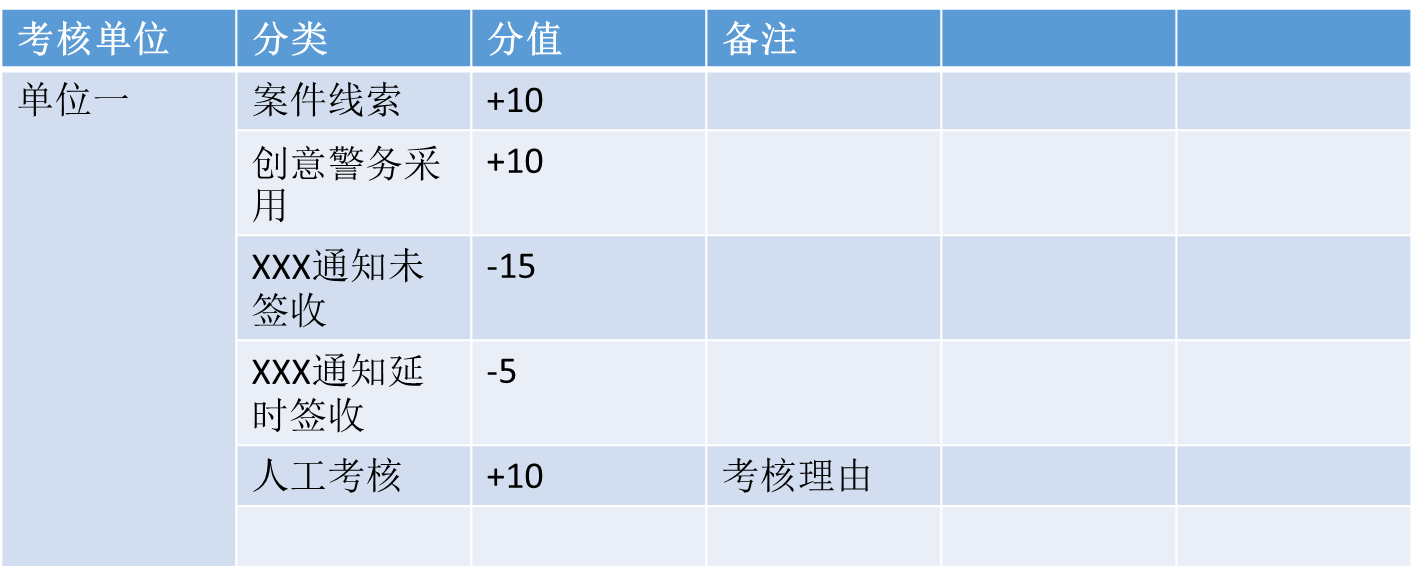 考核单位 分类 分值 备注
单位一 案件线索 +10
创意警务采 +10
用
XXX通知未 -15
签收
XXX通知延 -5
时签收
人工考核 +10 考核理由